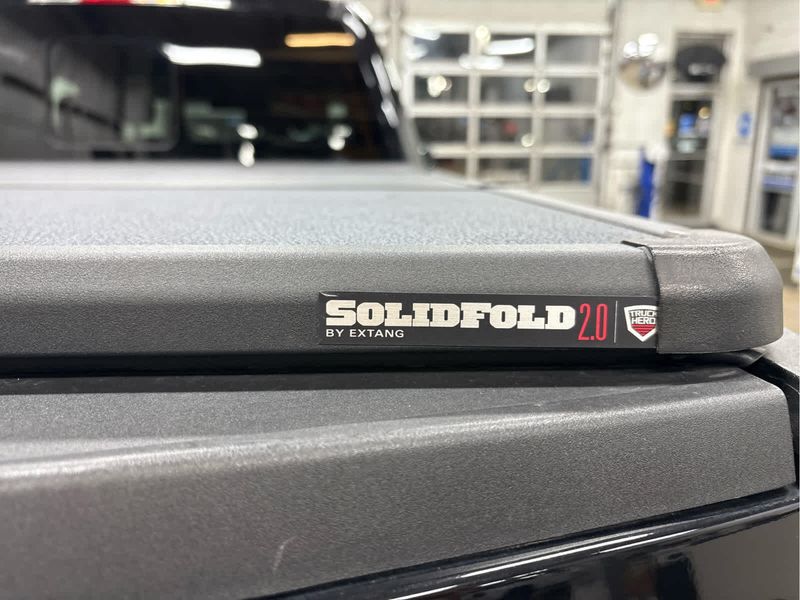 SOLIDFOLD 2.0
BY EXTANG
TRUCK
HERO